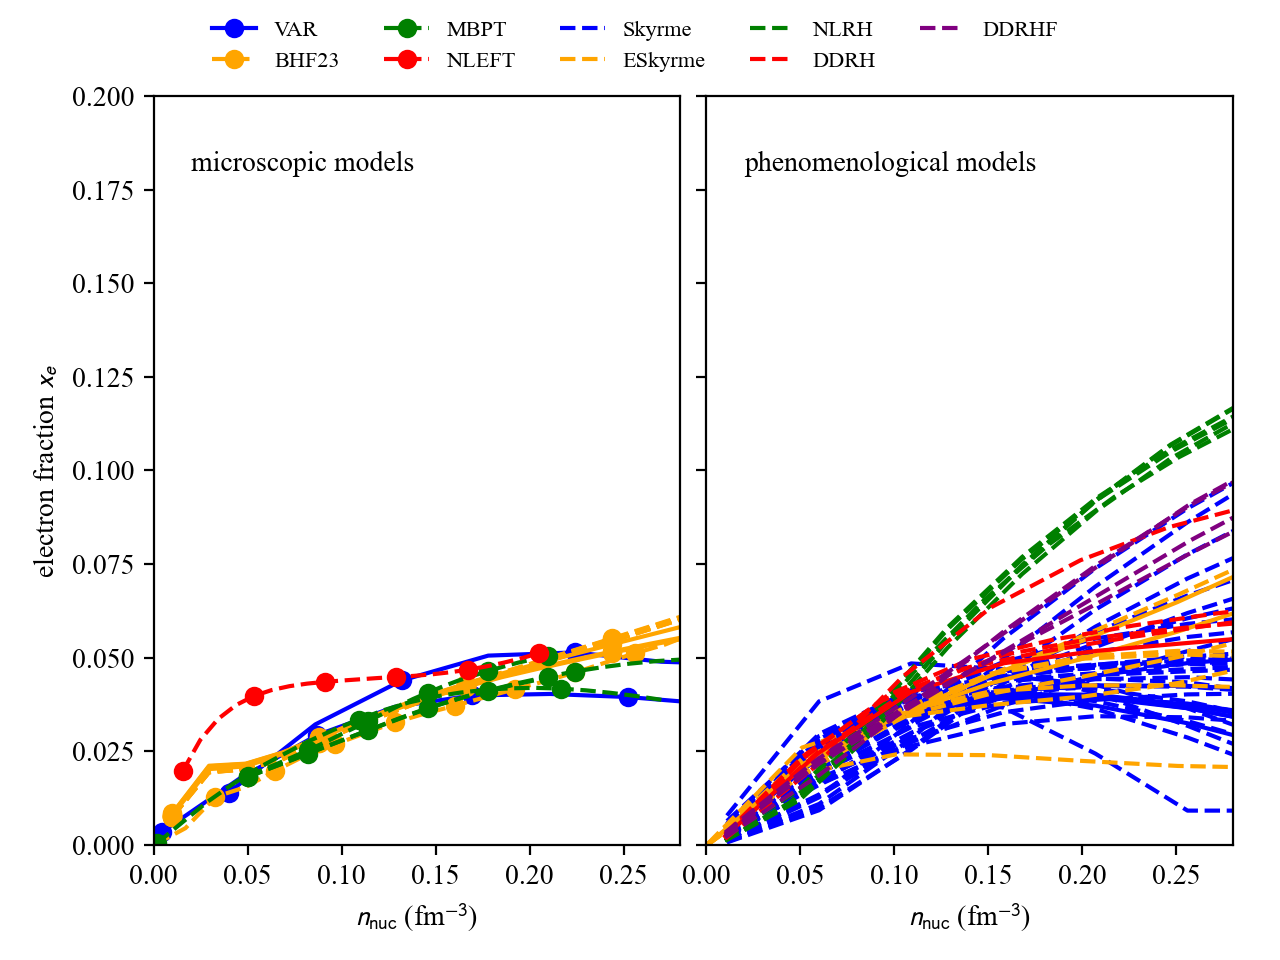 VAR MBPT Skyrme NLRH DDRHF
BHF23 NLEFT ESkyrme DDRH
0.200
0.175
0.150
0.125
0.100
0.075
0.050
0.025
0.000
electron fraction xₑ
microscopic models
phenomenological models
0.00 0.05 0.10 0.15 0.20 0.25
0.00 0.05 0.10 0.15 0.20 0.25
n_nuc (fm⁻³)
n_nuc (fm⁻³)